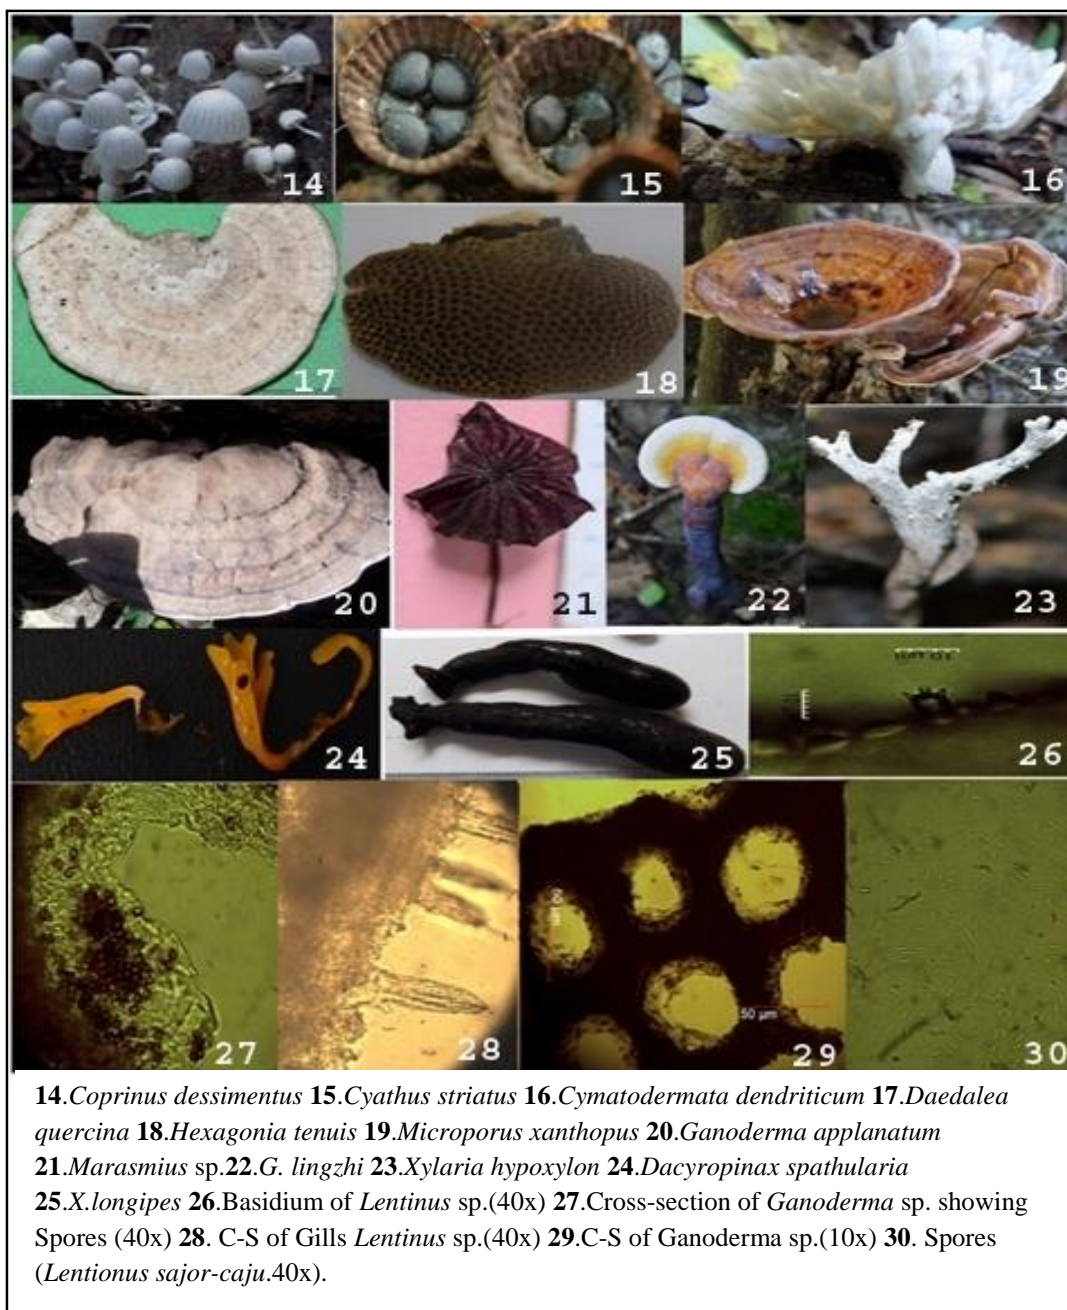 14
15
16
17
18
19
20
21
22
23
24
25
26
27
28
50 µm
29
30
14.Coprinus dessimentus 15.Cyathus striatus 16.Cymatodermata dendriticum 17.Daedalea
quercina 18.Hexagonia tenuis 19.Microporus xanthopus 20.Ganoderma applanatum
21.Marasmius sp.22.G. lingzhi 23.Xylaria hypoxylon 24.Dacyropinax spathularia
25.X.longipes 26.Basidium of Lentinus sp.(40x) 27.Cross-section of Ganoderma sp. showing
Spores (40x) 28. C-S of Gills Lentinus sp.(40x) 29.C-S of Ganoderma sp.(10x) 30. Spores
(Lentionus sajor-caju.40x).